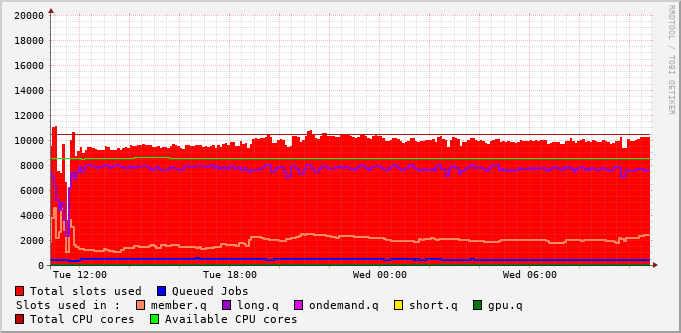 RRDTOOL / TOBI OETIKER
20000
18000
16000
14000
12000
10000
8000
6000
4000
2000
0
Tue 12:00 Tue 18:00 Wed 00:00 Wed 06:00
Total slots used Queued Jobs
Slots used in : member.q long.q ondemand.q short.q gpu.q
Total CPU cores Available CPU cores